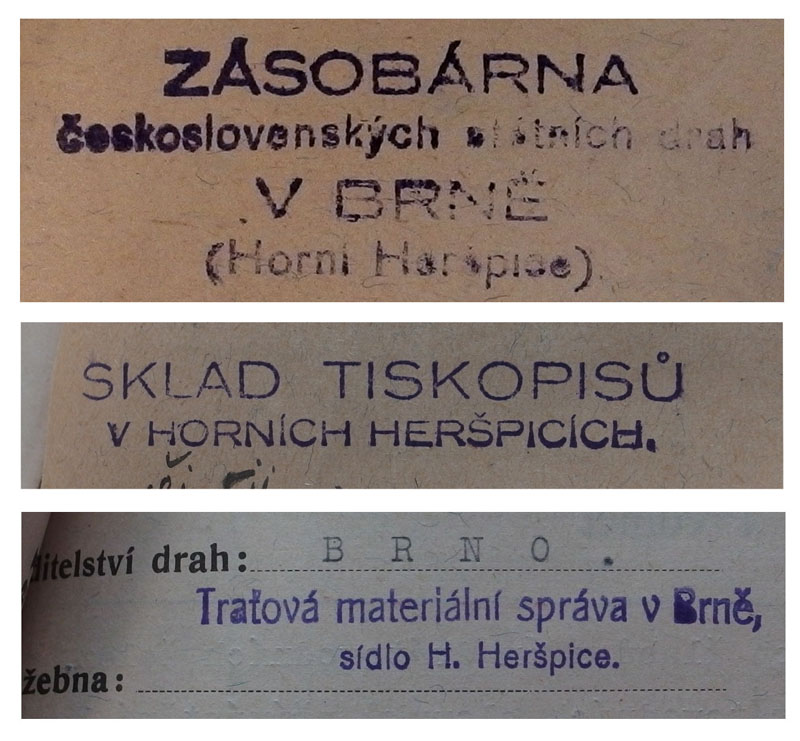 ZÁSOBÁRNA
československých státních drah
V BRNĚ
(Horní Heršpice)
SKLAD TISKOPISŮ
V HORNÍCH HERŠPICÍCH.
ditelství drah: BRNO.
Traťová materiální správa v Brně,
sídlo H. Heršpice.
žebna: